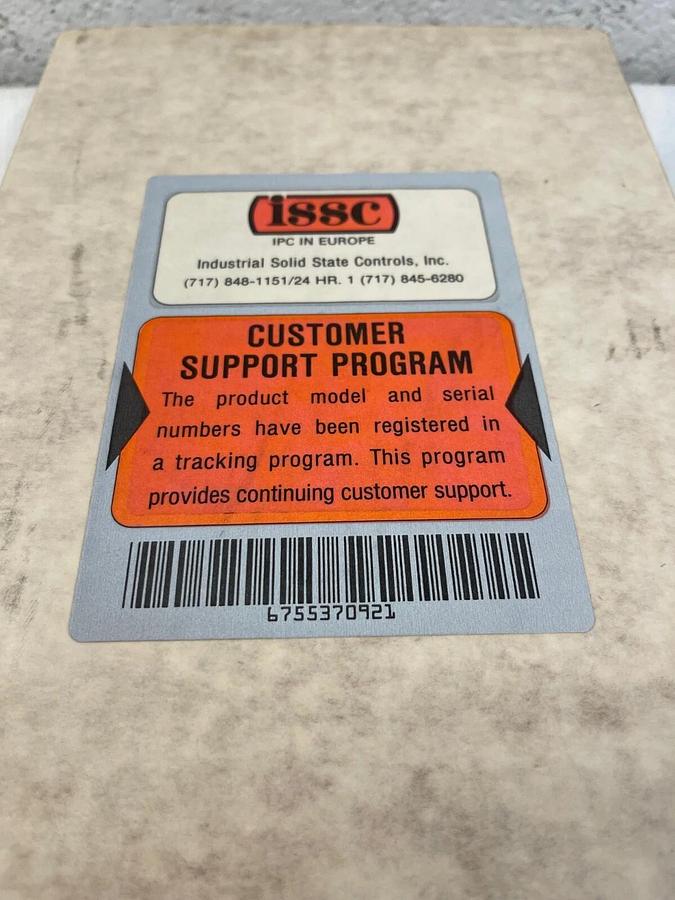 issc
IPC IN EUROPE
Industrial Solid State Controls, Inc.
(717) 848-1151/24 HR. 1 (717) 845-6280
CUSTOMER
SUPPORT PROGRAM
The product model and serial
numbers have been registered in
a tracking program. This program
provides continuing customer support.
6755370921